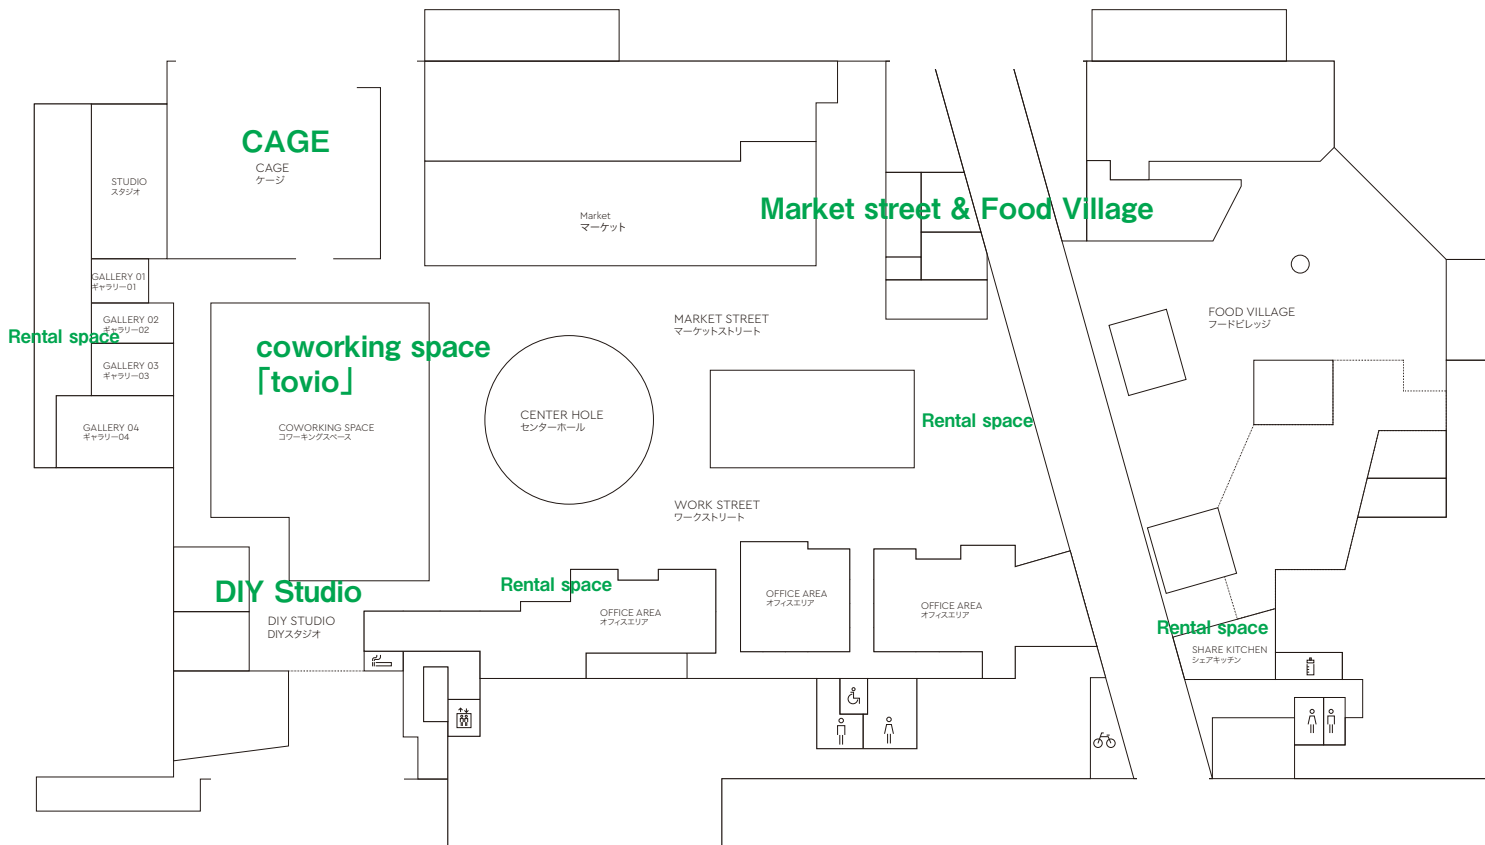 CAGE
CAGE
ケージ
STUDIO
スタジオ
Market
マーケット
Market street & Food Village
GALLERY 01
ギャラリー01
GALLERY 02
ギャラリー02
Rental space
GALLERY 03
ギャラリー03
GALLERY 04
ギャラリー04
coworking space
「tovio」
COWORKING SPACE
コワーキングスペース
MARKET STREET
マーケットストリート
FOOD VILLAGE
フードビレッジ
CENTER HOLE
センターホール
Rental space
WORK STREET
ワークストリート
DIY Studio
DIY STUDIO
DIYスタジオ
Rental space
OFFICE AREA
オフィスエリア
OFFICE AREA
オフィスエリア
OFFICE AREA
オフィスエリア
Rental space
SHARE KITCHEN
シェアキッチン